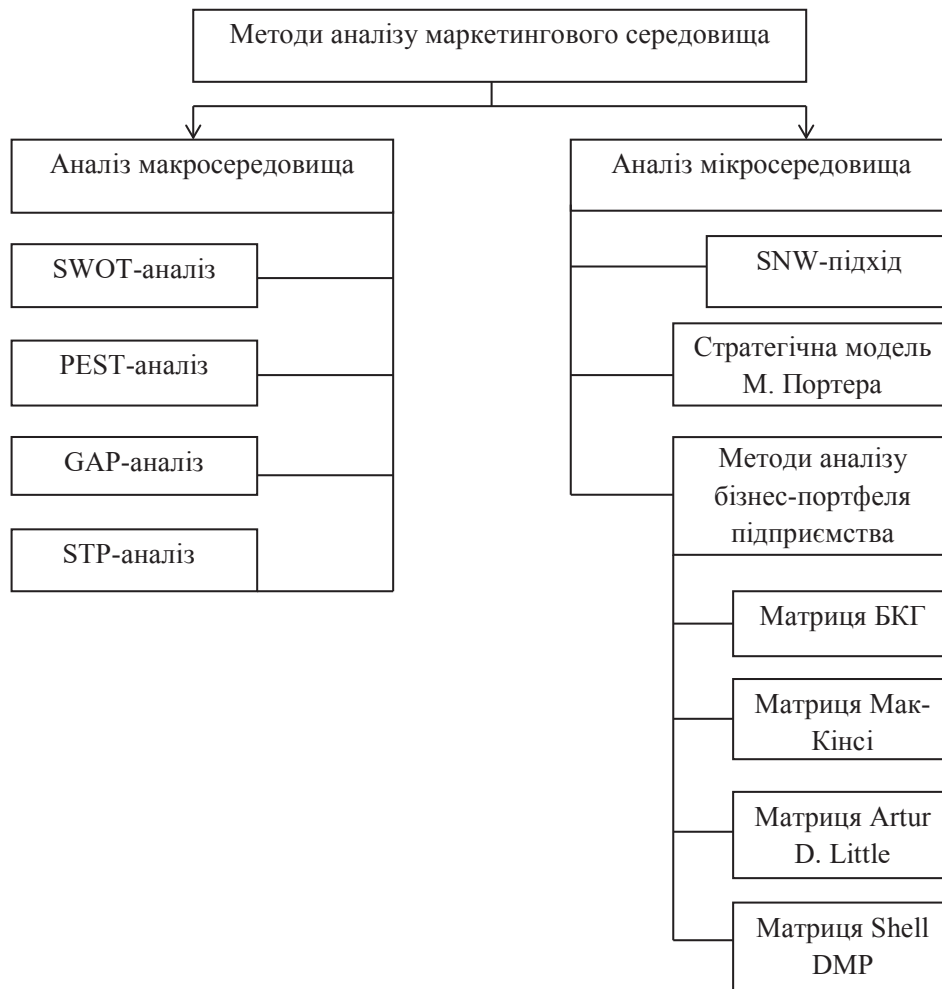 Методи аналізу маркетингового середовища
Аналіз макросередовища
SWOT-аналіз
PEST-аналіз
GAP-аналіз
STP-аналіз
Аналіз мікросередовища
SNW-підхід
Стратегічна модель
М. Портера
Методи аналізу
бізнес-портфеля
підприємства
Матриця БКГ
Матриця Мак-
Кінсі
Матриця Artur
D. Little
Матриця Shell
DMP